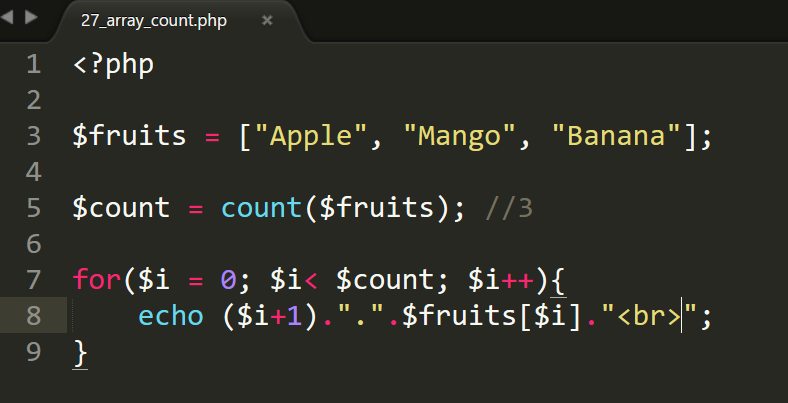 27_array_count.php ×
1 <?php
2
3 $fruits = ["Apple", "Mango", "Banana"];
4
5 $count = count($fruits); //3
6
7 for($i = 0; $i< $count; $i++){
8     echo ($i+1).".".$fruits[$i]."<br>";
9 }